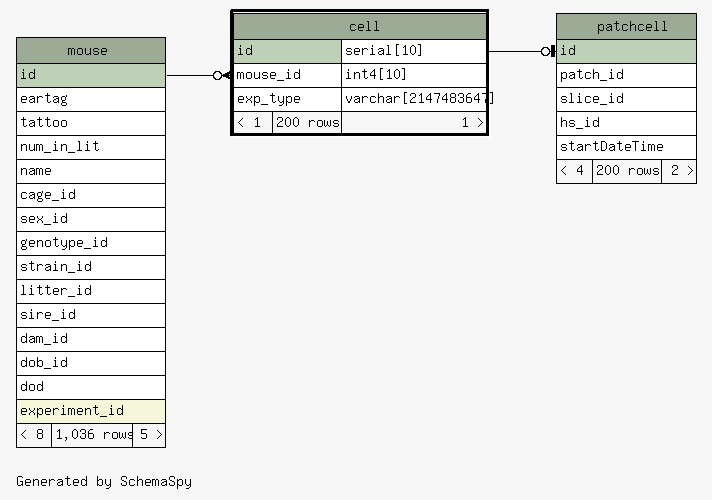 mouse
id
eartag
tattoo
num_in_lit
name
cage_id
sex_id
genotype_id
strain_id
litter_id
sire_id
dam_id
dob_id
dod
experiment_id
< 8 1,036 rows 5 >
cell
id serial[10]
mouse_id int4[10]
exp_type varchar[2147483647]
< 1 200 rows 1 >
patchcell
id
patch_id
slice_id
hs_id
startDateTime
< 4 200 rows 2 >
Generated by SchemaSpy